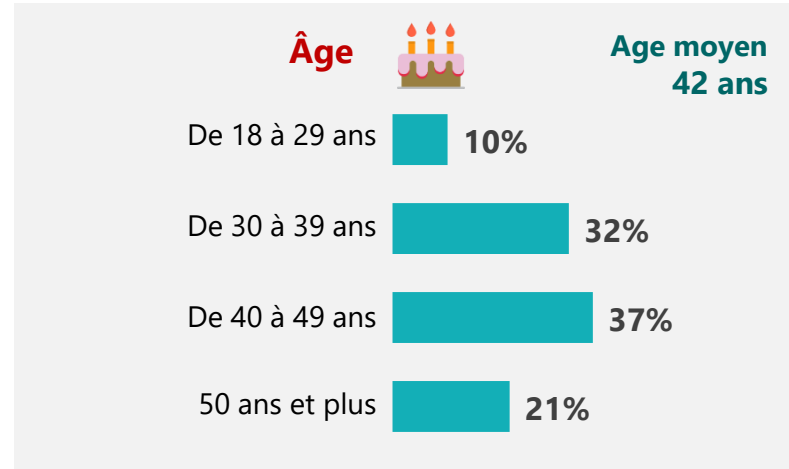 Âge
Age moyen
42 ans
De 18 à 29 ans 10%
De 30 à 39 ans 32%
De 40 à 49 ans 37%
50 ans et plus 21%